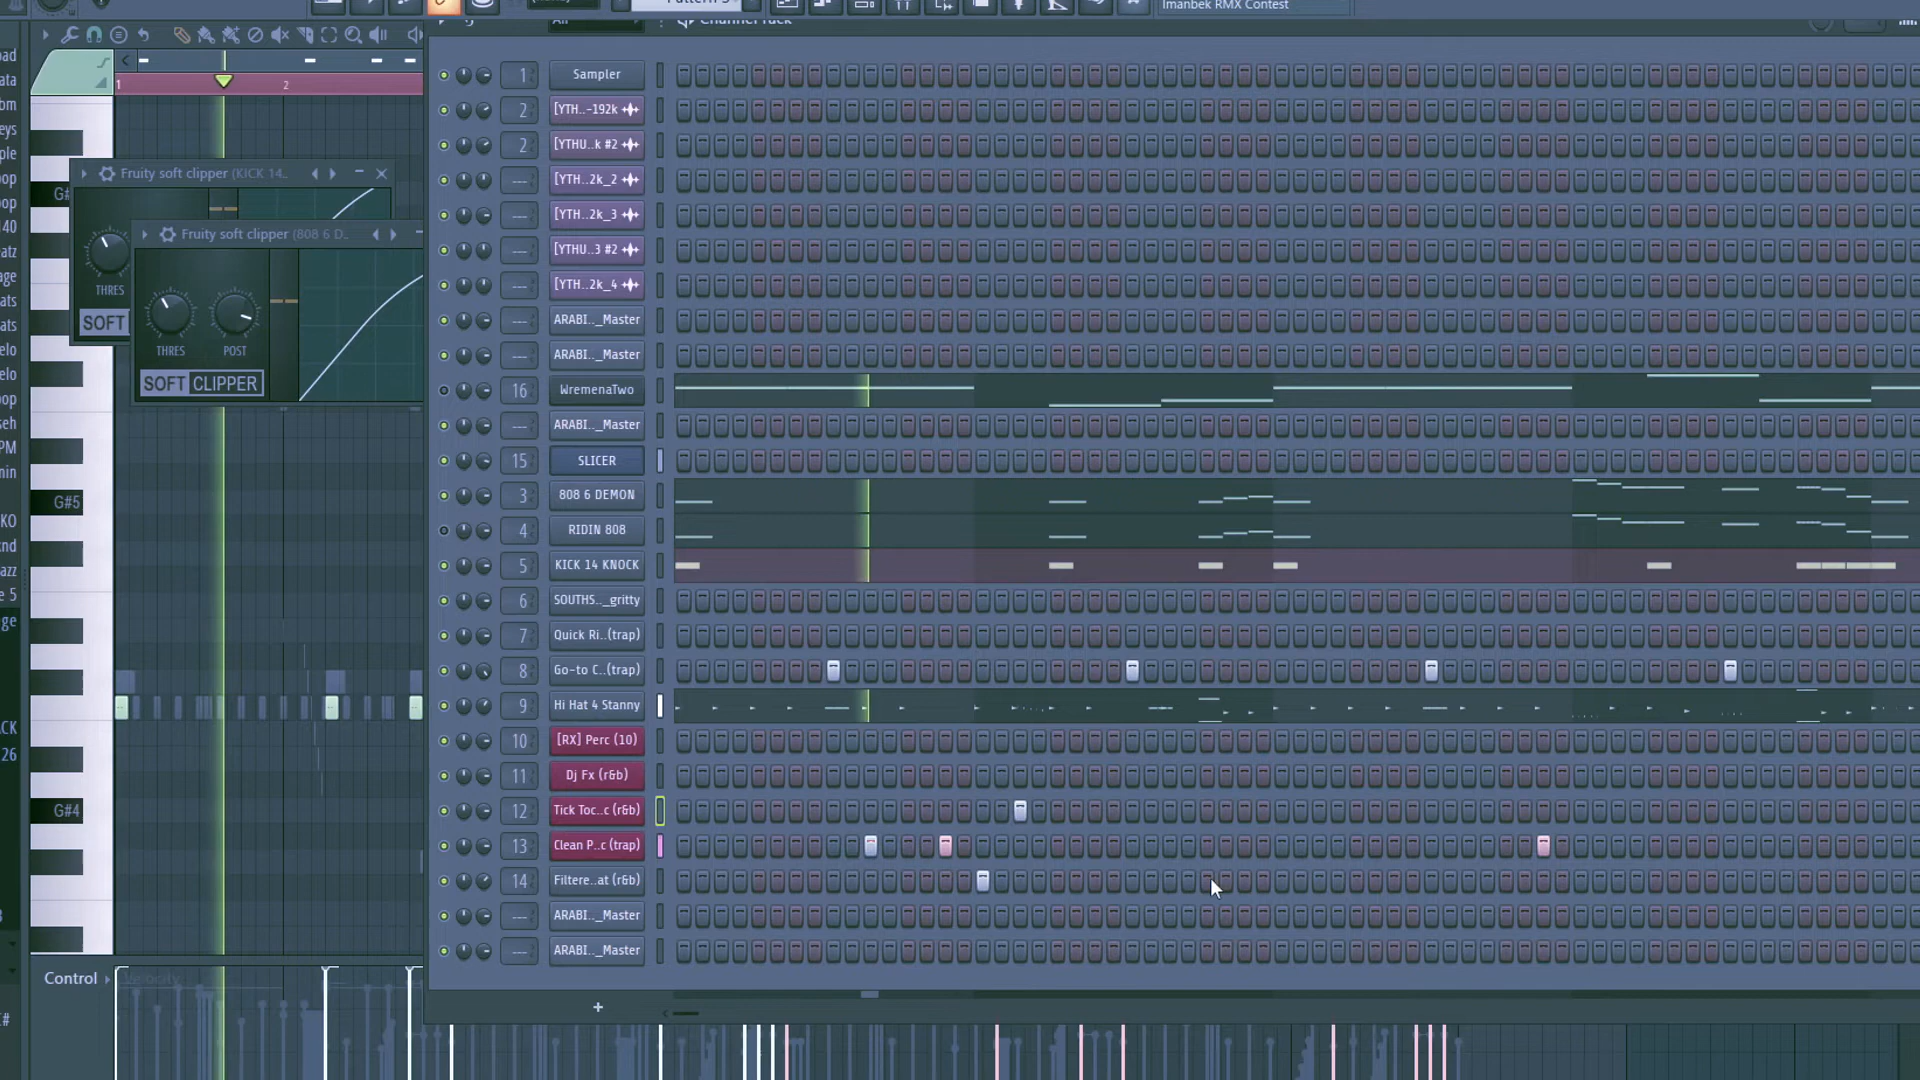 Pattern 3
Imanbek RMX Contest
Channel rack
All
1 Sampler
2 [YTH..-192k
2 [YTHU..k #2
--- [YTH..2k_2
--- [YTH..2k_3
--- [YTHU..3 #2
--- [YTH..2k_4
--- ARABI.._Master
--- ARABI.._Master
16 WremenaTwo
--- ARABI.._Master
15 SLICER
3 808 6 DEMON
4 RIDIN 808
5 KICK 14 KNOCK
6 SOUTHS.._gritty
7 Quick Ri..(trap)
8 Go-to C..(trap)
9 Hi Hat 4 Stanny
10 [RX] Perc (10)
11 Dj Fx (r&b)
12 Tick Toc..c (r&b)
13 Clean P..c (trap)
14 Filtere..at (r&b)
--- ARABI.._Master
--- ARABI.._Master
+
1 2
Fruity soft clipper (KICK 14..
THRES
SOFT
Fruity soft clipper (808 6 D..
THRES POST
SOFT CLIPPER
G#
G#5
G#4
Control
Velocity